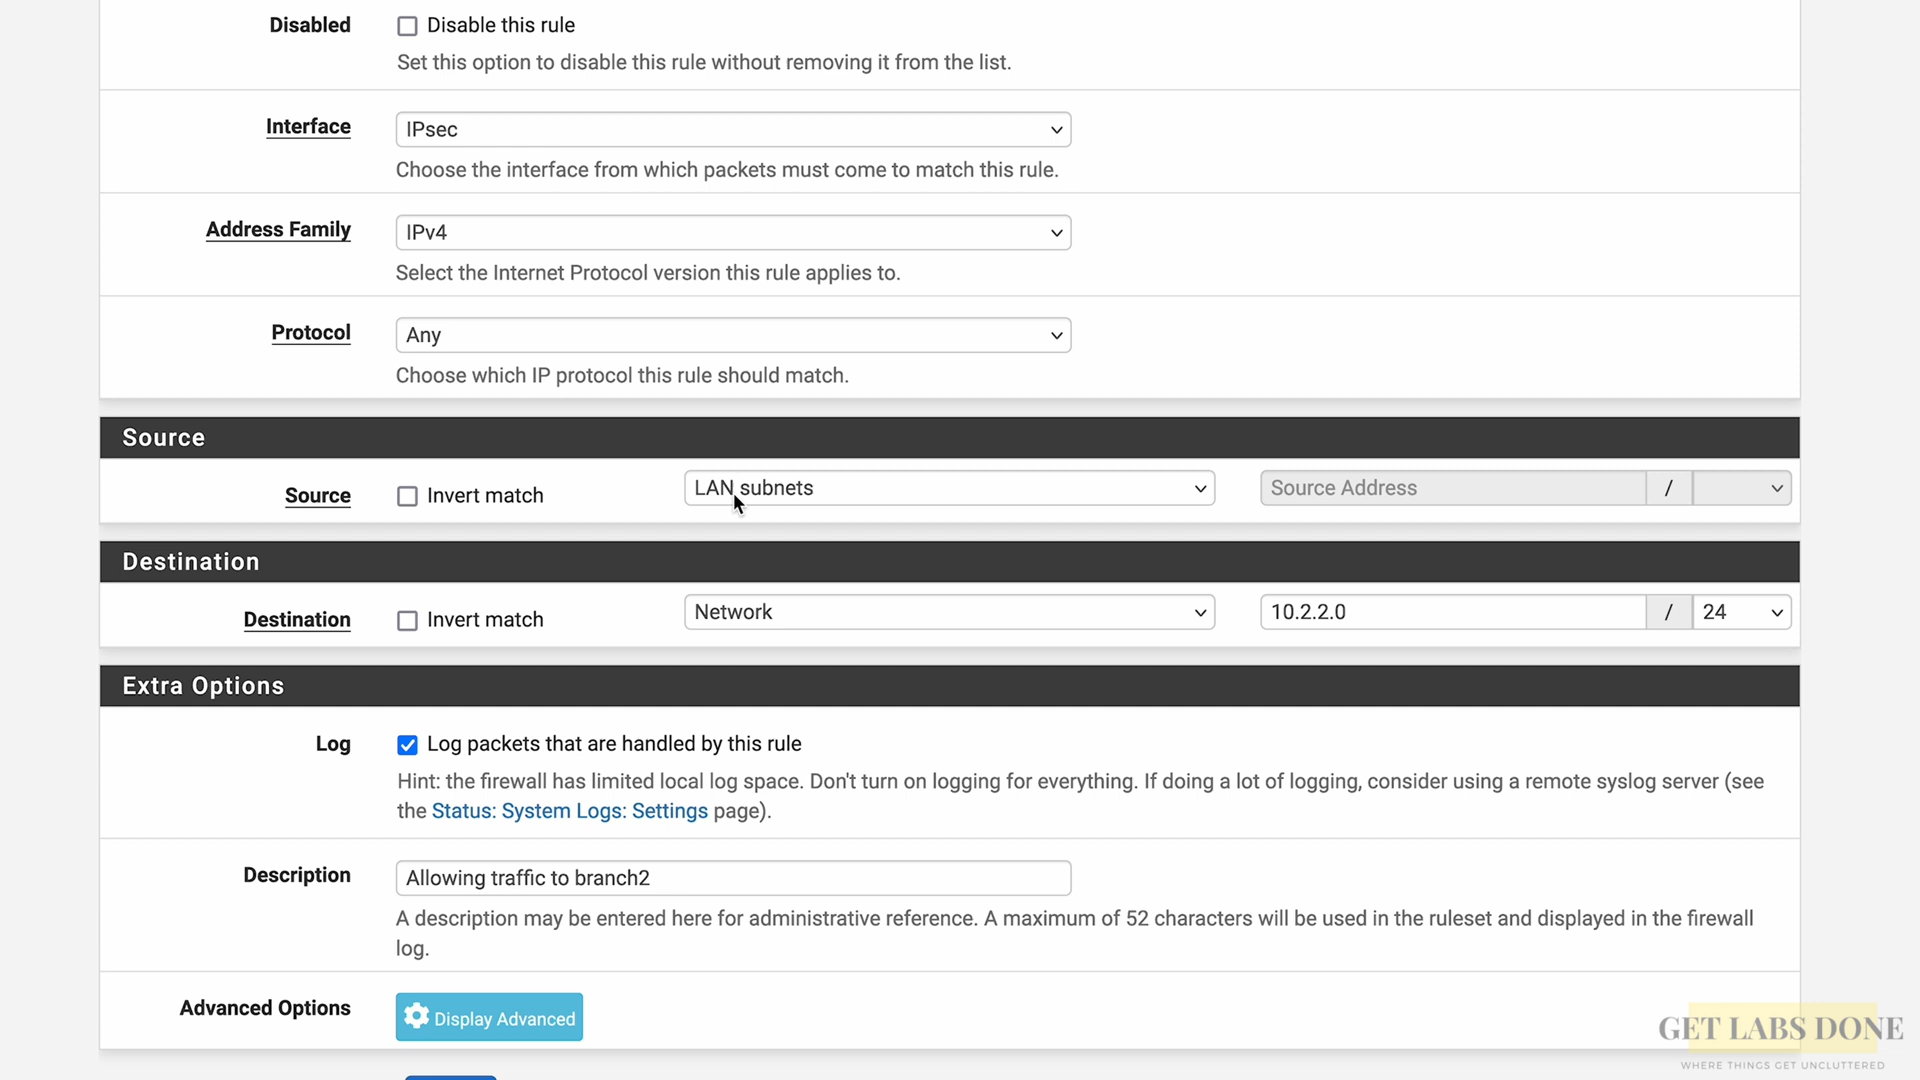 Disabled
Disable this rule
Set this option to disable this rule without removing it from the list.
Interface
IPsec
Choose the interface from which packets must come to match this rule.
Address Family
IPv4
Select the Internet Protocol version this rule applies to.
Protocol
Any
Choose which IP protocol this rule should match.
Source
Source
Invert match
LAN subnets
Source Address
/
Destination
Destination
Invert match
Network
10.2.2.0
/
24
Extra Options
Log
Log packets that are handled by this rule
Hint: the firewall has limited local log space. Don't turn on logging for everything. If doing a lot of logging, consider using a remote syslog server (see
the Status: System Logs: Settings page).
Description
Allowing traffic to branch2
A description may be entered here for administrative reference. A maximum of 52 characters will be used in the ruleset and displayed in the firewall
log.
Advanced Options
Display Advanced
GET LABS DONE
WHERE THINGS GET UNCLUTTERED